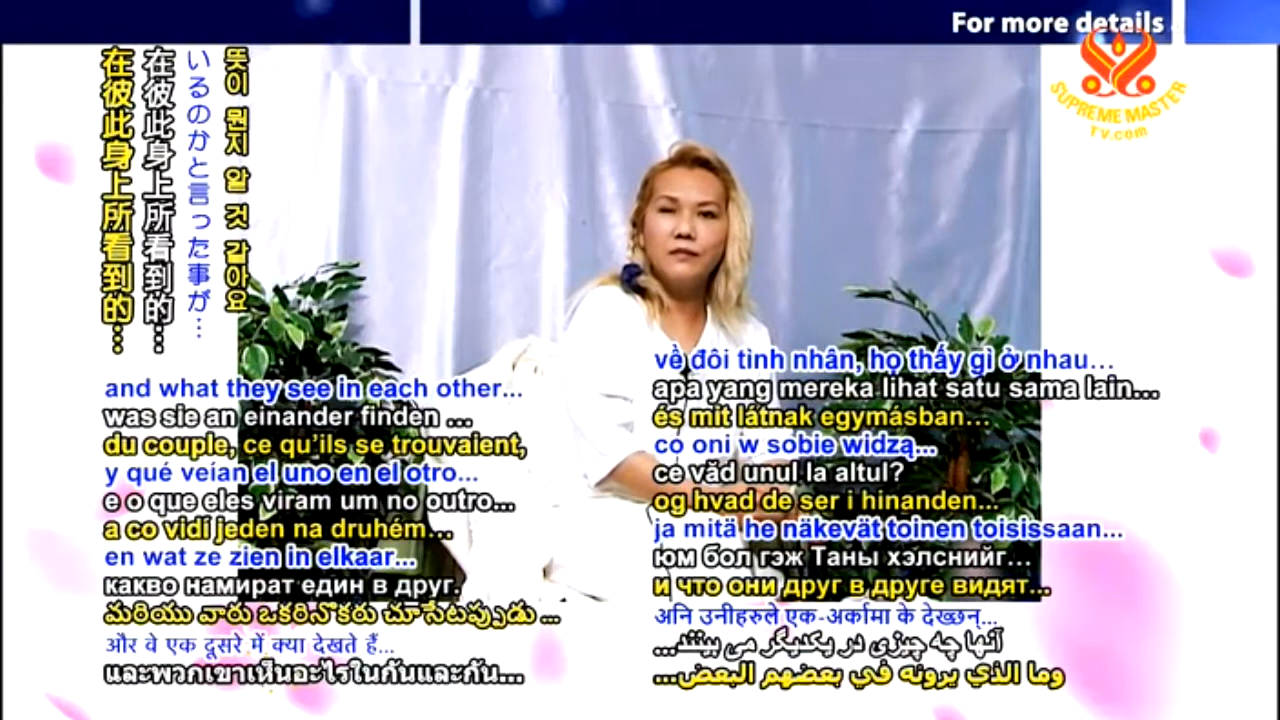 For more details
SUPREME MASTER
TV.com
在彼此身上所看到的…
在彼此身上所看到的…
いるのかと言った事が…
뜻이 뭔지 알 것 같아요
and what they see in each other...
was sie an einander finden ...
du couple, ce qu'ils se trouvaient,
y qué veían el uno en el otro...
e o que eles viram um no outro...
a co vidí jeden na druhém...
en wat ze zien in elkaar...
какво намират един в друг.
మరియు వారు ఒకరినొకరు చూసేటప్పుడు ...
और वे एक दूसरे में क्या देखते हैं...
และพวกเขาเห็นอะไรในกันและกัน...
về đôi tình nhân, họ thấy gì ở nhau...
apa yang mereka lihat satu sama lain...
és mit látnak egymásban...
co oni w sobie widzą...
ce văd unul la altul?
og hvad de ser i hinanden...
ja mitä he näkevät toinen toisissaan...
юм бол гэж Таны хэлснийг...
и что они друг в друге видят...
अनि उनीहरुले एक-अर्कामा के देख्छन्...
آنها چه چیزی در یکدیگر می بینند...
وما الذي يرونه في بعضهم البعض...